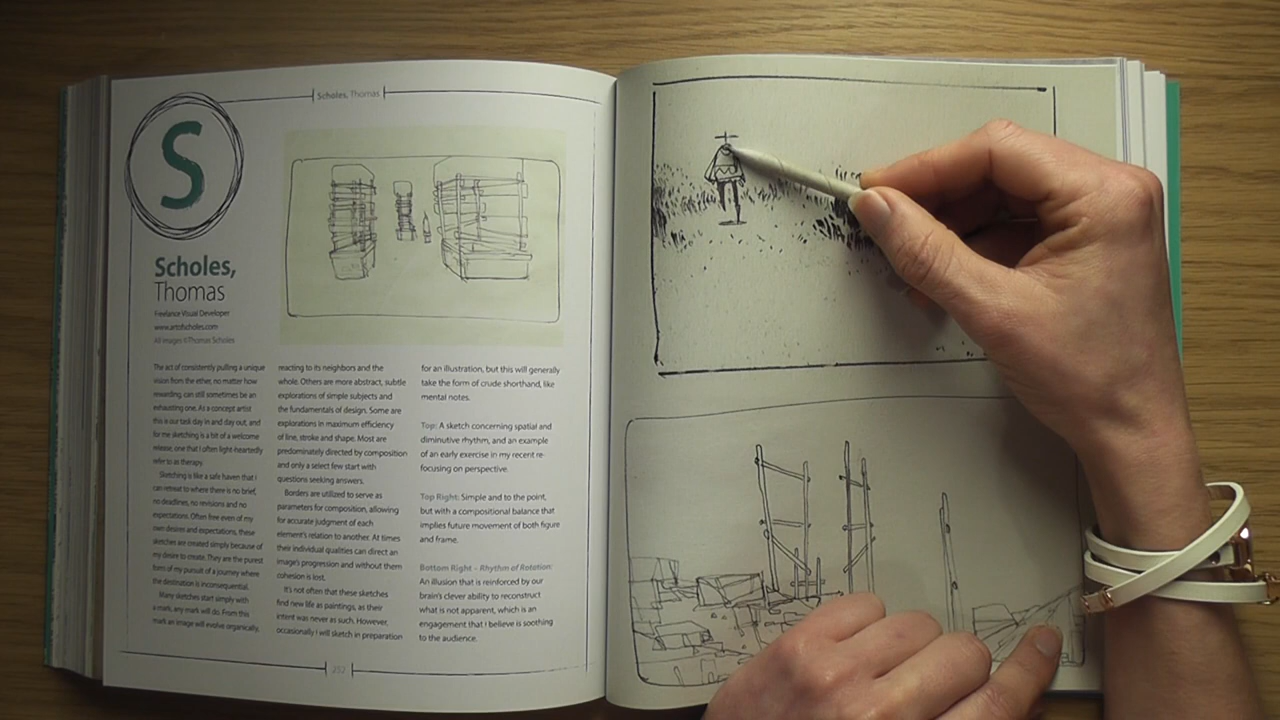 Scholes, Thomas
S
Scholes,
Thomas
Freelance Visual Developer
www.artofscholes.com
All images © Thomas Scholes
The act of consistently pulling a unique
vision from the ether, no matter how
rewarding, can still sometimes be an
exhausting one. As a concept artist
this is our task day in and day out, and
for me sketching is a bit of a welcome
release, one that I often light-heartedly
refer to as therapy.
Sketching is like a safe haven that I
can retreat to where there is no brief,
no deadlines, no revisions and no
expectations. Often free even of my
own desires and expectations, these
sketches are created simply because of
my desire to create. They are the purest
form of my pursuit of a journey where
the destination is inconsequential.
Many sketches start simply with
a mark, any mark will do. From this
mark an image will evolve organically,
reacting to its neighbors and the
whole. Others are more abstract, subtle
explorations of simple subjects and
the fundamentals of design. Some are
explorations in maximum efficiency
of line, stroke and shape. Most are
predominately directed by composition
and only a select few start with
questions seeking answers.
Borders are utilized to serve as
parameters for composition, allowing
for accurate judgment of each
element's relation to another. At times
their individual qualities can direct an
image's progression and without them
cohesion is lost.
It's not often that these sketches
find new life as paintings, as their
intent was never as such. However,
occasionally I will sketch in preparation
for an illustration, but this will generally
take the form of crude shorthand, like
mental notes.
Top: A sketch concerning spatial and
diminutive rhythm, and an example
of an early exercise in my recent re-
focusing on perspective.
Top Right: Simple and to the point,
but with a compositional balance that
implies future movement of both figure
and frame.
Bottom Right – Rhythm of Rotation:
An illusion that is reinforced by our
brain's clever ability to reconstruct
what is not apparent, which is an
engagement that I believe is soothing
to the audience.
252